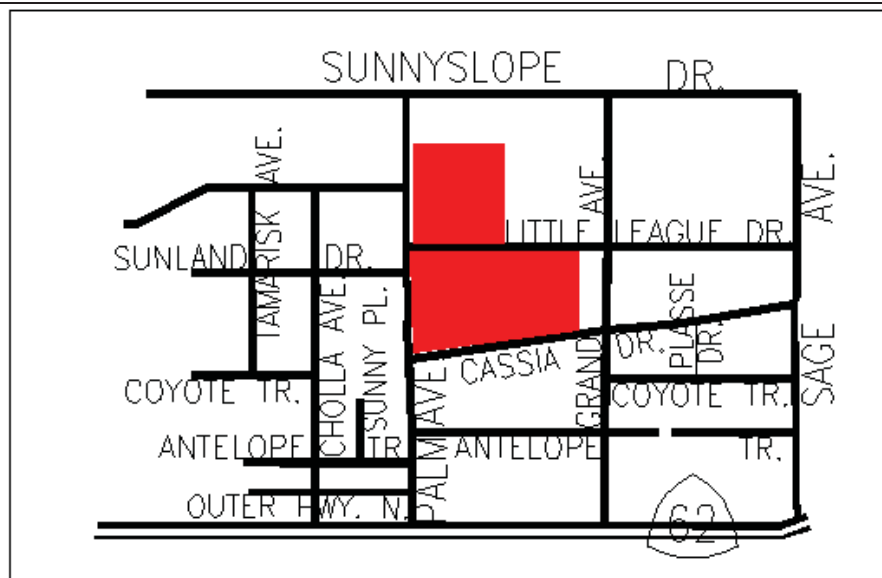 SUNNYSLOPE DR.
TAMARISK AVE.
LITTLE LEAGUE DR.
AVE.
SUNLAND DR.
CHOLLA AVE.
SUNNY PL.
PALM AVE
CASSIA DR.
GRAND
PLASSE DR.
SAGE AVE.
COYOTE TR.
COYOTE TR.
ANTELOPE TR.
ANTELOPE TR.
OUTER HWY. N.
62